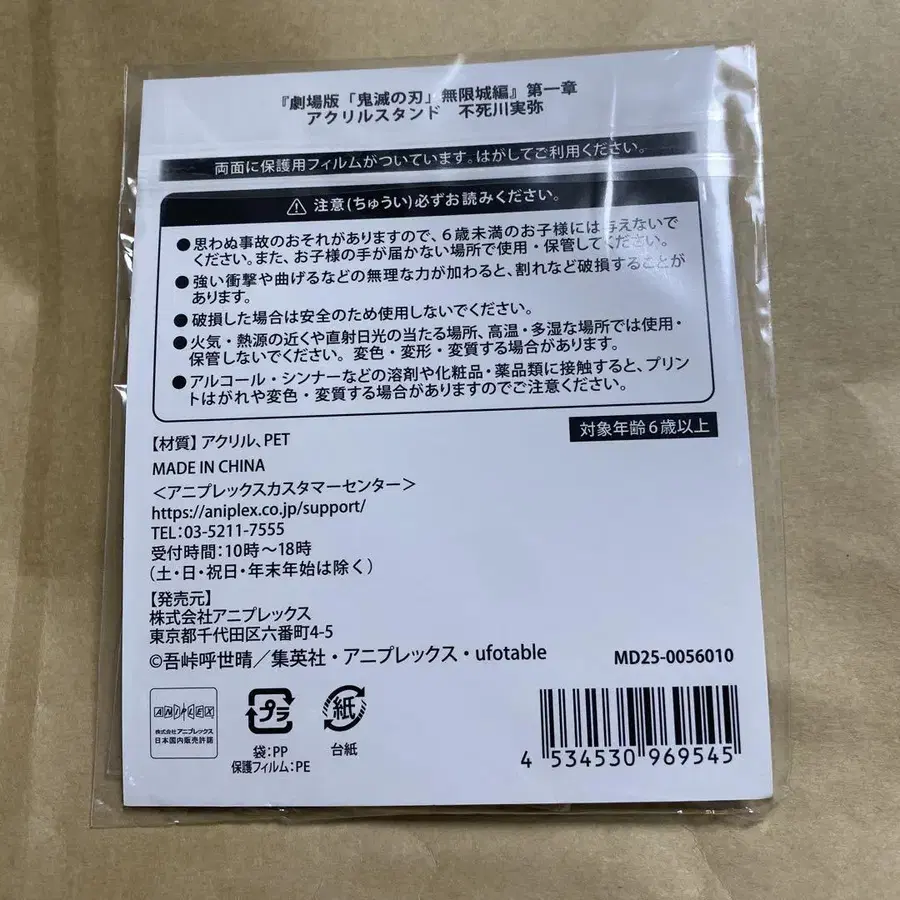 『劇場版「鬼滅の刃」無限城編』第一章
アクリルスタンド　不死川実弥
両面に保護用フィルムがついています。はがしてご利用ください。
注意(ちゅうい)必ずお読みください。
●思わぬ事故のおそれがありますので、6歳未満のお子様には与えないで
ください。また、お子様の手が届かない場所で使用・保管してください。
●強い衝撃や曲げるなどの無理な力が加わると、割れなど破損することが
あります。
●破損した場合は安全のため使用しないでください。
●火気・熱源の近くや直射日光の当たる場所、高温・多湿な場所では使用・
保管しないでください。変色・変形・変質する場合があります。
●アルコール・シンナーなどの溶剤や化粧品・薬品類に接触すると、プリン
トはがれや変色・変質する場合がありますのでご注意ください。
対象年齢6歳以上
【材質】アクリル、PET
MADE IN CHINA
＜アニプレックスカスタマーセンター＞
https://aniplex.co.jp/support/
TEL:03-5211-7555
受付時間:10時～18時
(土・日・祝日・年末年始は除く)
【発売元】
株式会社アニプレックス
東京都千代田区六番町4-5
©吾峠呼世晴／集英社・アニプレックス・ufotable
MD25-0056010
ANIPLEX
株式会社アニプレックス
日本国内販売許諾
プラ
袋:PP
保護フィルム:PE
紙
台紙
4 534530 969545